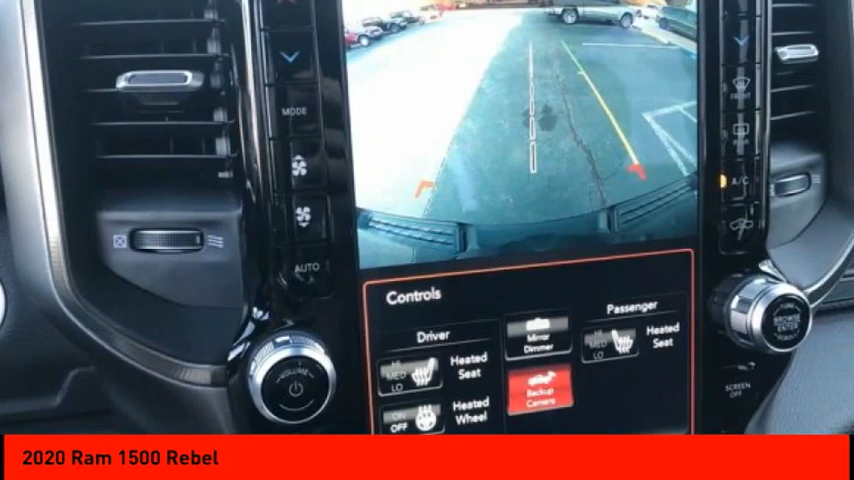 MODE
AUTO
VOLUME
FRONT
REAR
A/C
BROWSE
ENTER
SCREEN
OFF
Controls
Driver
Passenger
HI
MED
LO
Heated
Seat
ON
OFF
Heated
Wheel
Mirror
Dimmer
Backup
Camera
HI
MED
LO
Heated
Seat
2020 Ram 1500 Rebel